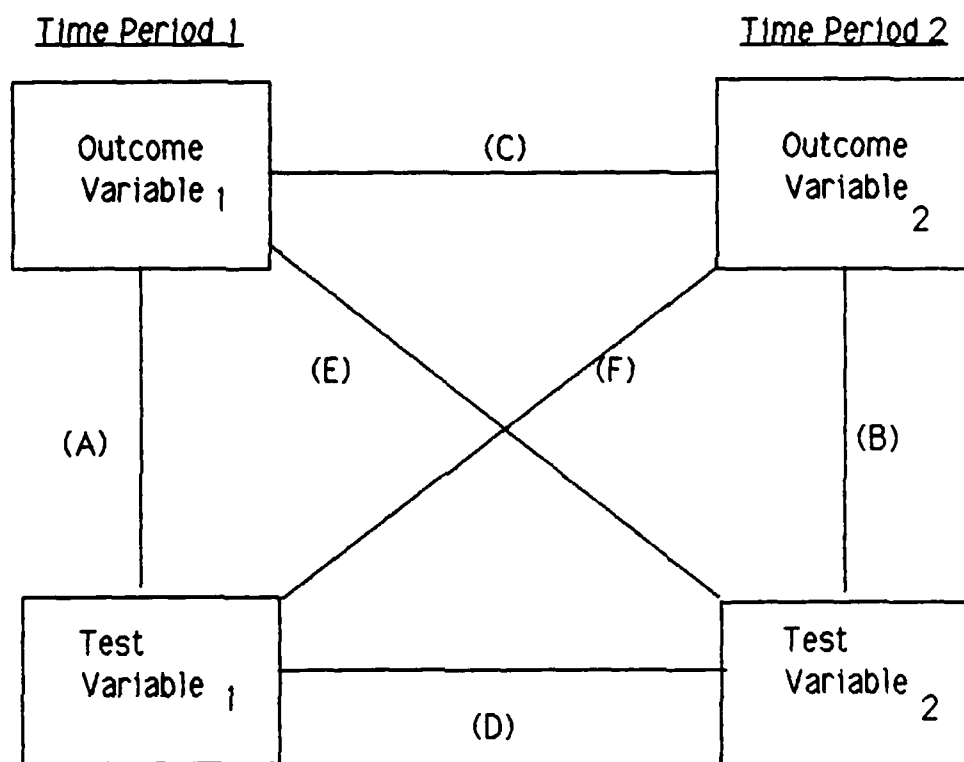 Time Period 1
Time Period 2
Outcome
Variable 1
(C)
Outcome
Variable 2
(E)
(F)
(A)
(B)
Test
Variable 1
(D)
Test
Variable 2